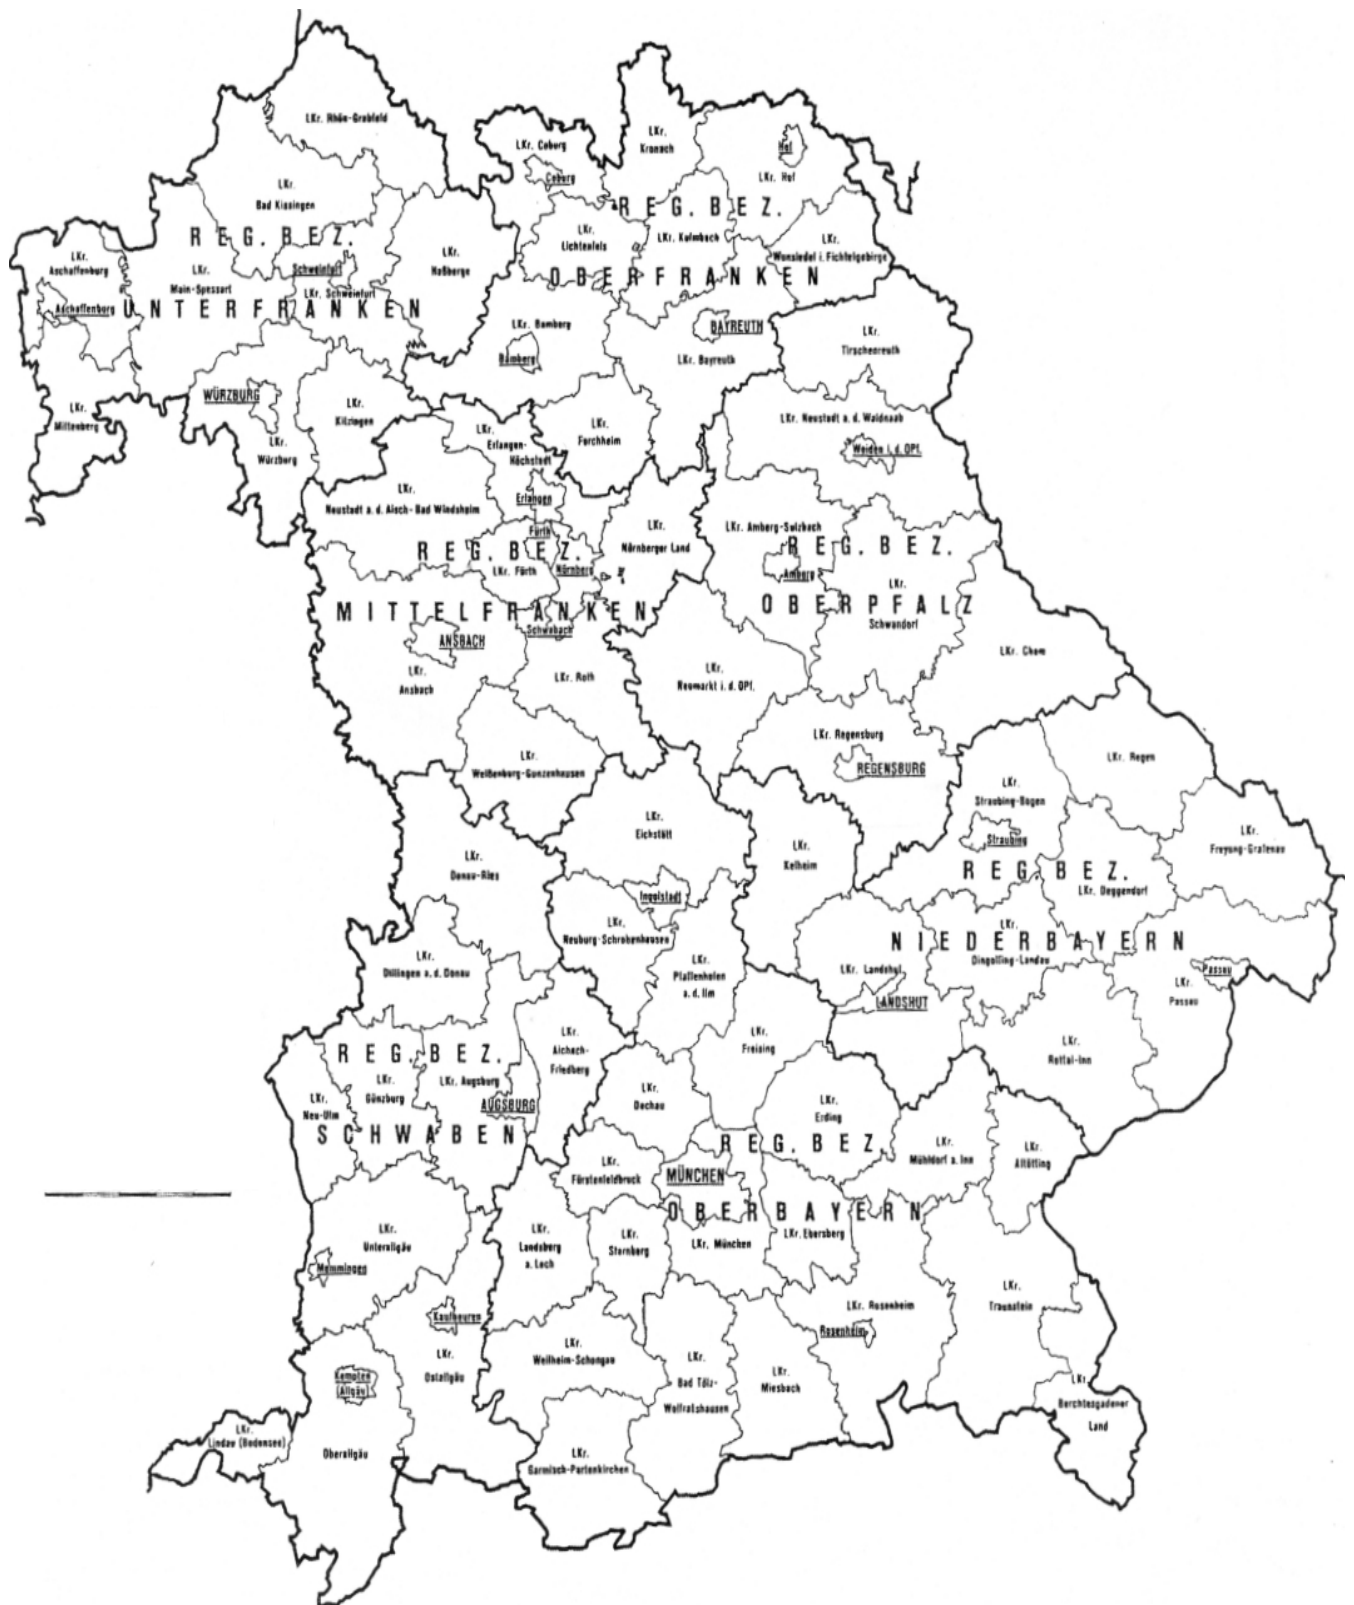 LKr. Rhön-Grabfeld
LKr.
Bad Kissingen
LKr. Coburg
Coburg
LKr.
Kronach
Hof
LKr. Hof
REG. BEZ.
UNTERFRANKEN
LKr.
Aschaffenburg
Aschaffenburg
LKr.
Main-Spessart
Schweinfurt
LKr. Schweinfurt
LKr.
Haßberge
LKr.
Miltenberg
WÜRZBURG
LKr.
Würzburg
LKr.
Kitzingen
REG. BEZ.
OBERFRANKEN
LKr.
Lichtenfels
LKr. Kulmbach
LKr.
Wunsiedel i. Fichtelgebirge
LKr. Bamberg
Bamberg
BAYREUTH
LKr. Bayreuth
LKr.
Forchheim
LKr.
Tirschenreuth
LKr. Neustadt a. d. Waldnaab
Weiden i. d. OPf.
LKr.
Erlangen-
Höchstadt
Erlangen
LKr.
Neustadt a. d. Aisch-Bad Windsheim
Fürth
REG. BEZ.
MITTELFRANKEN
LKr. Fürth
Nürnberg
LKr.
Nürnberger Land
Schwabach
ANSBACH
LKr.
Ansbach
LKr. Roth
LKr.
Weißenburg-Gunzenhausen
LKr. Amberg-Sulzbach
REG. BEZ.
OBERPFALZ
Amberg
LKr.
Schwandorf
LKr. Cham
LKr.
Neumarkt i. d. OPf.
LKr. Regensburg
REGENSBURG
LKr. Regen
LKr.
Straubing-Bogen
Straubing
LKr.
Freyung-Grafenau
REG. BEZ.
NIEDERBAYERN
LKr. Deggendorf
LKr.
Dingolfing-Landau
LKr.
Kelheim
LKr. Landshut
LANDSHUT
Passau
LKr.
Passau
LKr.
Rottal-Inn
LKr.
Eichstätt
Ingolstadt
LKr.
Neuburg-Schrobenhausen
LKr.
Pfaffenhofen
a. d. Ilm
LKr.
Donau-Ries
LKr.
Dillingen a. d. Donau
REG. BEZ.
SCHWABEN
LKr.
Neu-Ulm
LKr.
Günzburg
LKr. Augsburg
AUGSBURG
LKr.
Aichach-
Friedberg
LKr.
Unterallgäu
Memmingen
Kaufbeuren
LKr.
Ostallgäu
Kempten
(Allgäu)
LKr.
Lindau (Bodensee)
Oberallgäu
LKr.
Freising
LKr.
Dachau
LKr.
Erding
REG. BEZ.
OBERBAYERN
LKr.
Mühldorf a. Inn
LKr.
Altötting
LKr.
Fürstenfeldbruck
MÜNCHEN
LKr. München
LKr. Ebersberg
LKr.
Landsberg
a. Lech
LKr.
Starnberg
LKr. Rosenheim
Rosenheim
LKr.
Traunstein
LKr.
Weilheim-Schongau
LKr.
Bad Tölz-
Wolfratshausen
LKr.
Miesbach
LKr.
Berchtesgadener
Land
LKr.
Garmisch-Partenkirchen